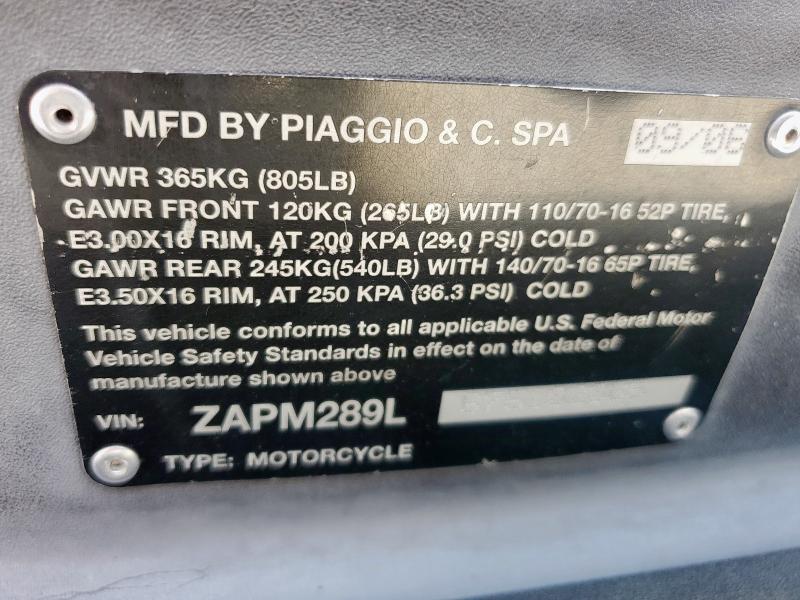 MFD BY PIAGGIO & C. SPA 09/06
GVWR 365KG (805LB)
GAWR FRONT 120KG (265LB) WITH 110/70-16 52P TIRE,
E3.00X16 RIM, AT 200 KPA (29.0 PSI) COLD
GAWR REAR 245KG(540LB) WITH 140/70-16 65P TIRE,
E3.50X16 RIM, AT 250 KPA (36.3 PSI) COLD
This vehicle conforms to all applicable U.S. Federal Motor
Vehicle Safety Standards in effect on the date of
manufacture shown above
VIN: ZAPM289L
TYPE: MOTORCYCLE